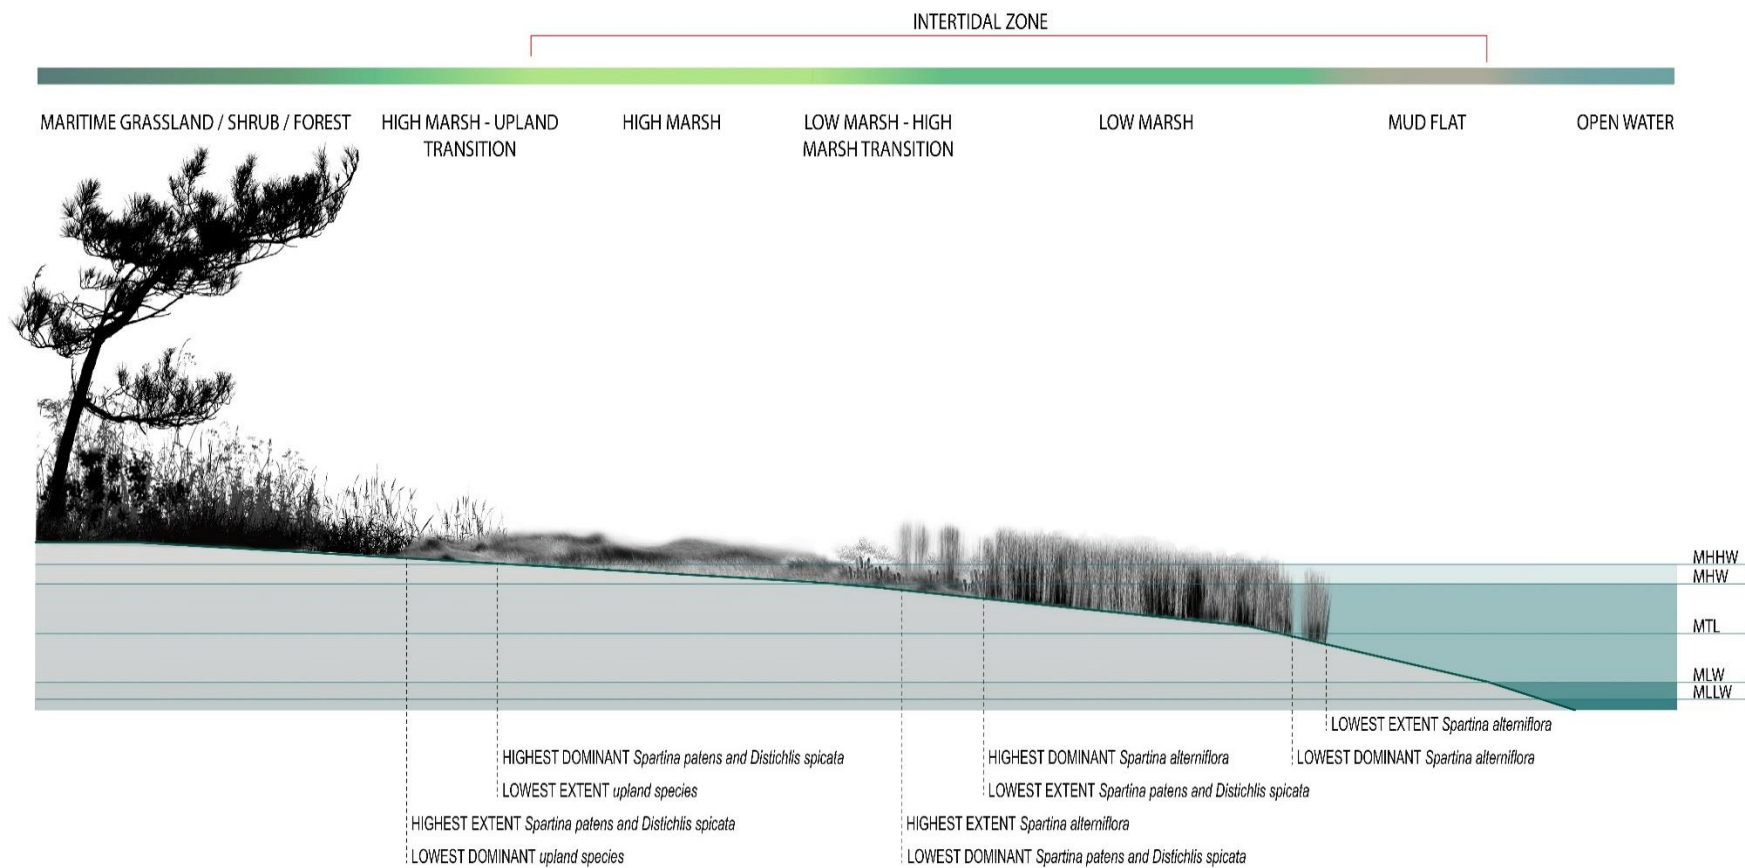 INTERTIDAL ZONE
MARITIME GRASSLAND / SHRUB / FOREST
HIGH MARSH - UPLAND
TRANSITION
HIGH MARSH
LOW MARSH - HIGH
MARSH TRANSITION
LOW MARSH
MUD FLAT
OPEN WATER
MHHW
MHW
MTL
MLW
MLLW
LOWEST EXTENT Spartina alterniflora
HIGHEST DOMINANT Spartina patens and Distichlis spicata
HIGHEST DOMINANT Spartina alterniflora
LOWEST DOMINANT Spartina alterniflora
LOWEST EXTENT upland species
LOWEST EXTENT Spartina patens and Distichlis spicata
HIGHEST EXTENT Spartina patens and Distichlis spicata
HIGHEST EXTENT Spartina alterniflora
LOWEST DOMINANT upland species
LOWEST DOMINANT Spartina patens and Distichlis spicata